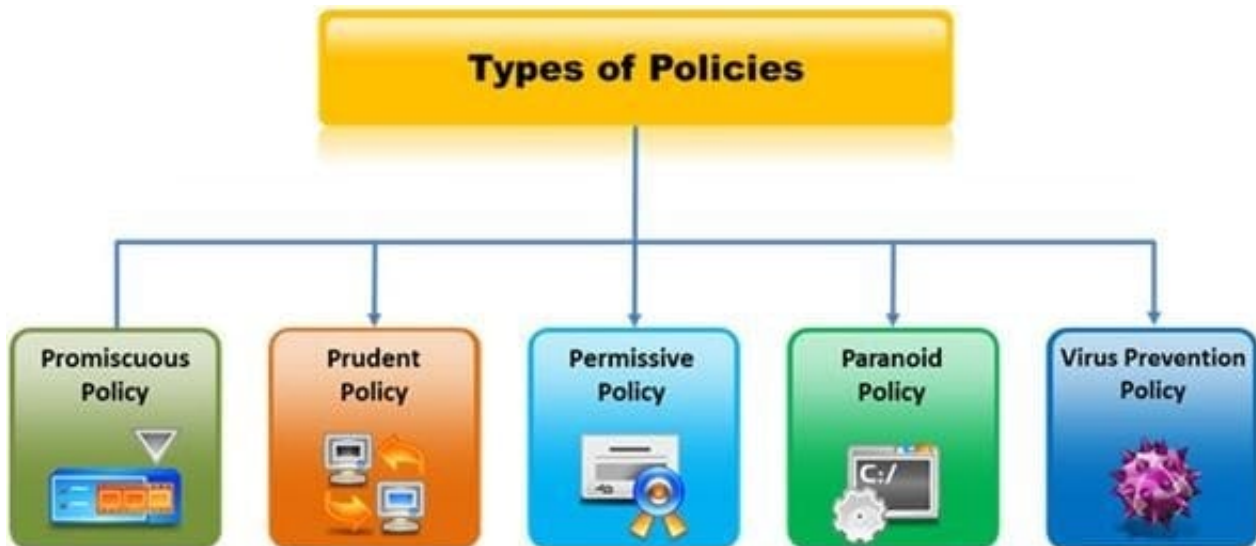 Types of Policies
Promiscuous
Policy
Prudent
Policy
Permissive
Policy
Paranoid
Policy
C:/
Virus Prevention
Policy